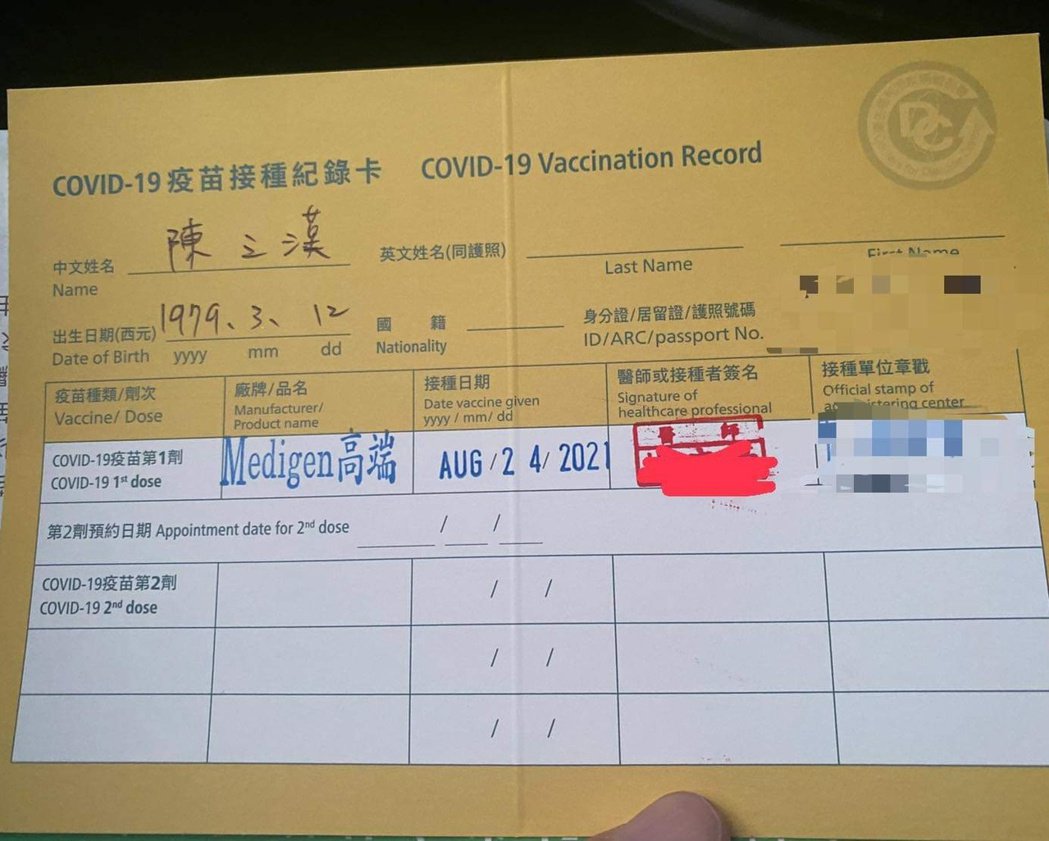 COVID-19 疫苗接種紀錄卡 COVID-19 Vaccination Record
中文姓名 陳之漢 英文姓名(同護照)
Name Last Name First Name
出生日期(西元) 1979、3、12 國籍 身分證/居留證/護照號碼
Date of Birth yyyy mm dd Nationality ID/ARC/passport No.
疫苗種類/劑次 廠牌/品名 接種日期 醫師或接種者簽名 接種單位章戳
Vaccine/ Dose Manufacturer/ Product name Date vaccine given yyyy / mm/ dd Signature of healthcare professional Official stamp of administering center
COVID-19疫苗第1劑 Medigen高端 AUG / 2 4/ 2021 醫師
COVID-19 1st dose
第2劑預約日期 Appointment date for 2nd dose / /
COVID-19疫苗第2劑 / /
COVID-19 2nd dose
/ /
/ /